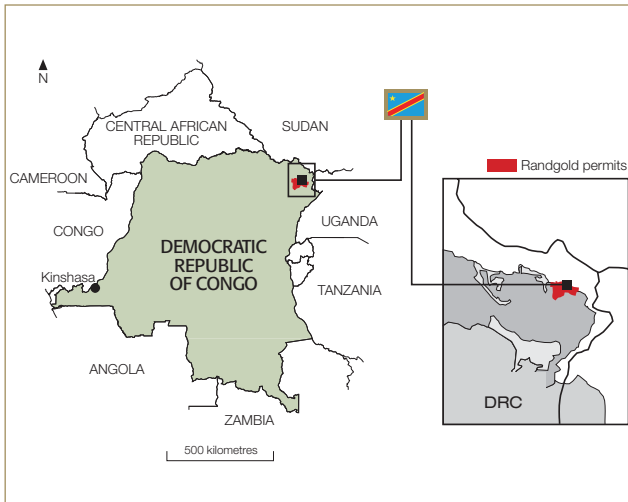 N
CENTRAL AFRICAN
REPUBLIC
SUDAN
CAMEROON
Randgold permits
CONGO
UGANDA
DEMOCRATIC
REPUBLIC
OF CONGO
Kinshasa
TANZANIA
ANGOLA
DRC
ZAMBIA
500 kilometres